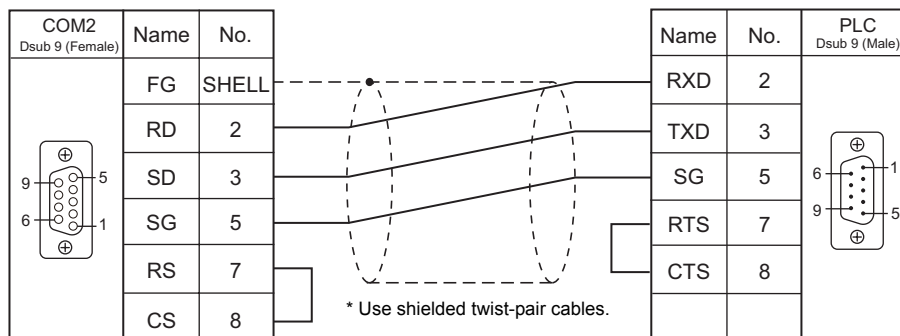 COM2
Dsub 9 (Female)
Name No.
FG SHELL
RD 2
SD 3
SG 5
RS 7
CS 8
9 5
6 1
* Use shielded twist-pair cables.
Name No.
PLC
Dsub 9 (Male)
RXD 2
TXD 3
SG 5
RTS 7
CTS 8
6 1
9 5